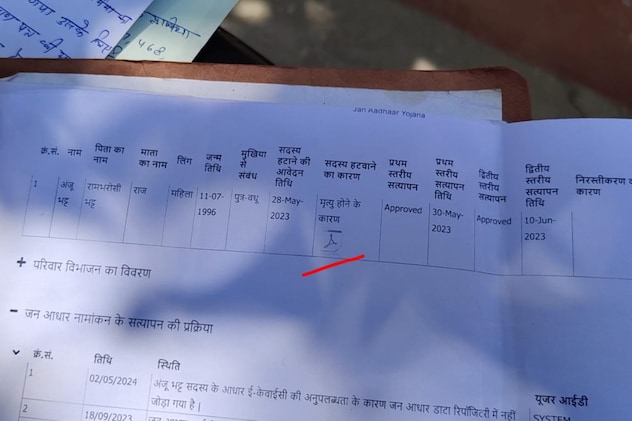 468
Jan Aadhaar Yojana
क्रं.सं. नाम पिता का नाम माता का नाम लिंग जन्म तिथि मुखिया से संबंध सदस्य हटाने की आवेदन तिथि सदस्य हटवाने का कारण प्रथम स्तरीय सत्यापन प्रथम स्तरीय सत्यापन तिथि द्वितीय स्तरीय सत्यापन द्वितीय स्तरीय सत्यापन तिथि निरस्तीकरण कारण
1 अंजू भट्ट रामभरोसी भट्ट राज महिला 11-07-1996 पुत्र-वधू 28-May-2023 मृत्यु होने के कारण Approved 30-May-2023 Approved 10-Jun-2023
+ परिवार विभाजन का विवरण
- जन आधार नामांकन के सत्यापन की प्रक्रिया
क्रं.सं. तिथि स्थिति यूजर आईडी
1 02/05/2024 अंजू भट्ट सदस्य के आधार ई-केवाईसी की अनुपलब्धता के कारण जन आधार डाटा रिपॉजिटरी में नहीं
जोड़ा गया है | SYSTEM
2 18/09/2023